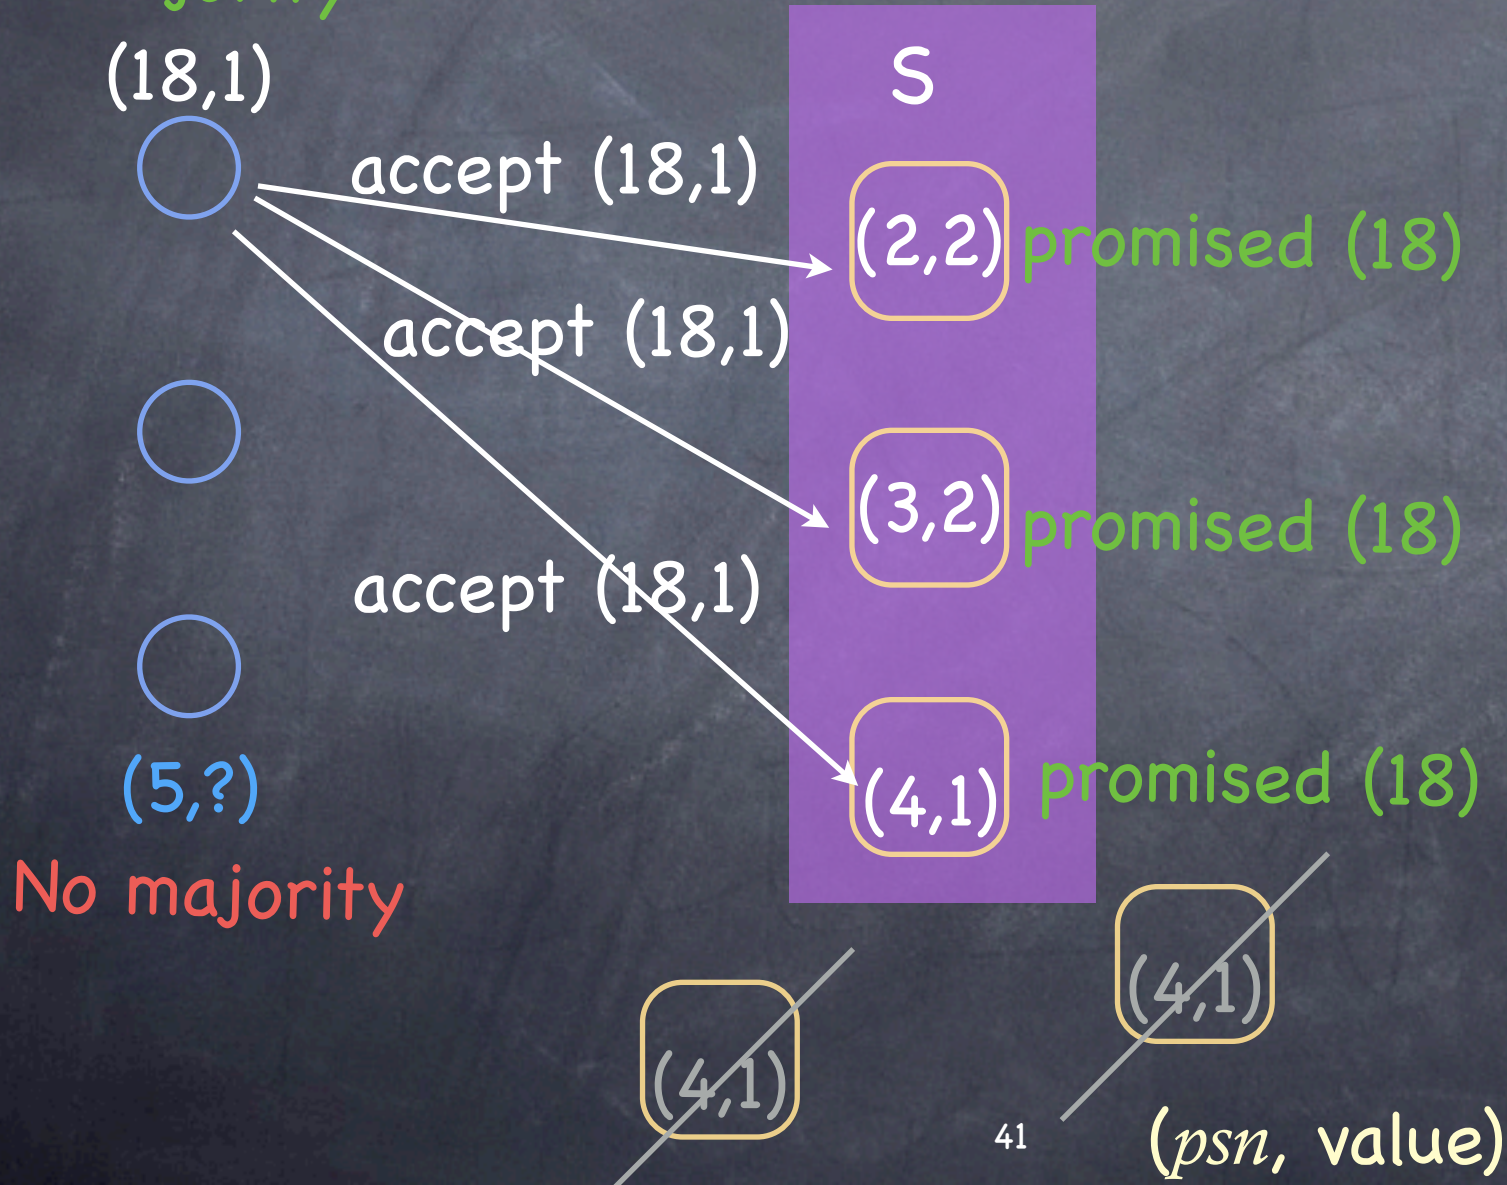 (18,1)
S
accept (18,1)
(2,2) promised (18)
accept (18,1)
(3,2) promised (18)
accept (18,1)
(5,?)
(4,1) promised (18)
No majority
(4,1)
(4,1)
41
(psn, value)